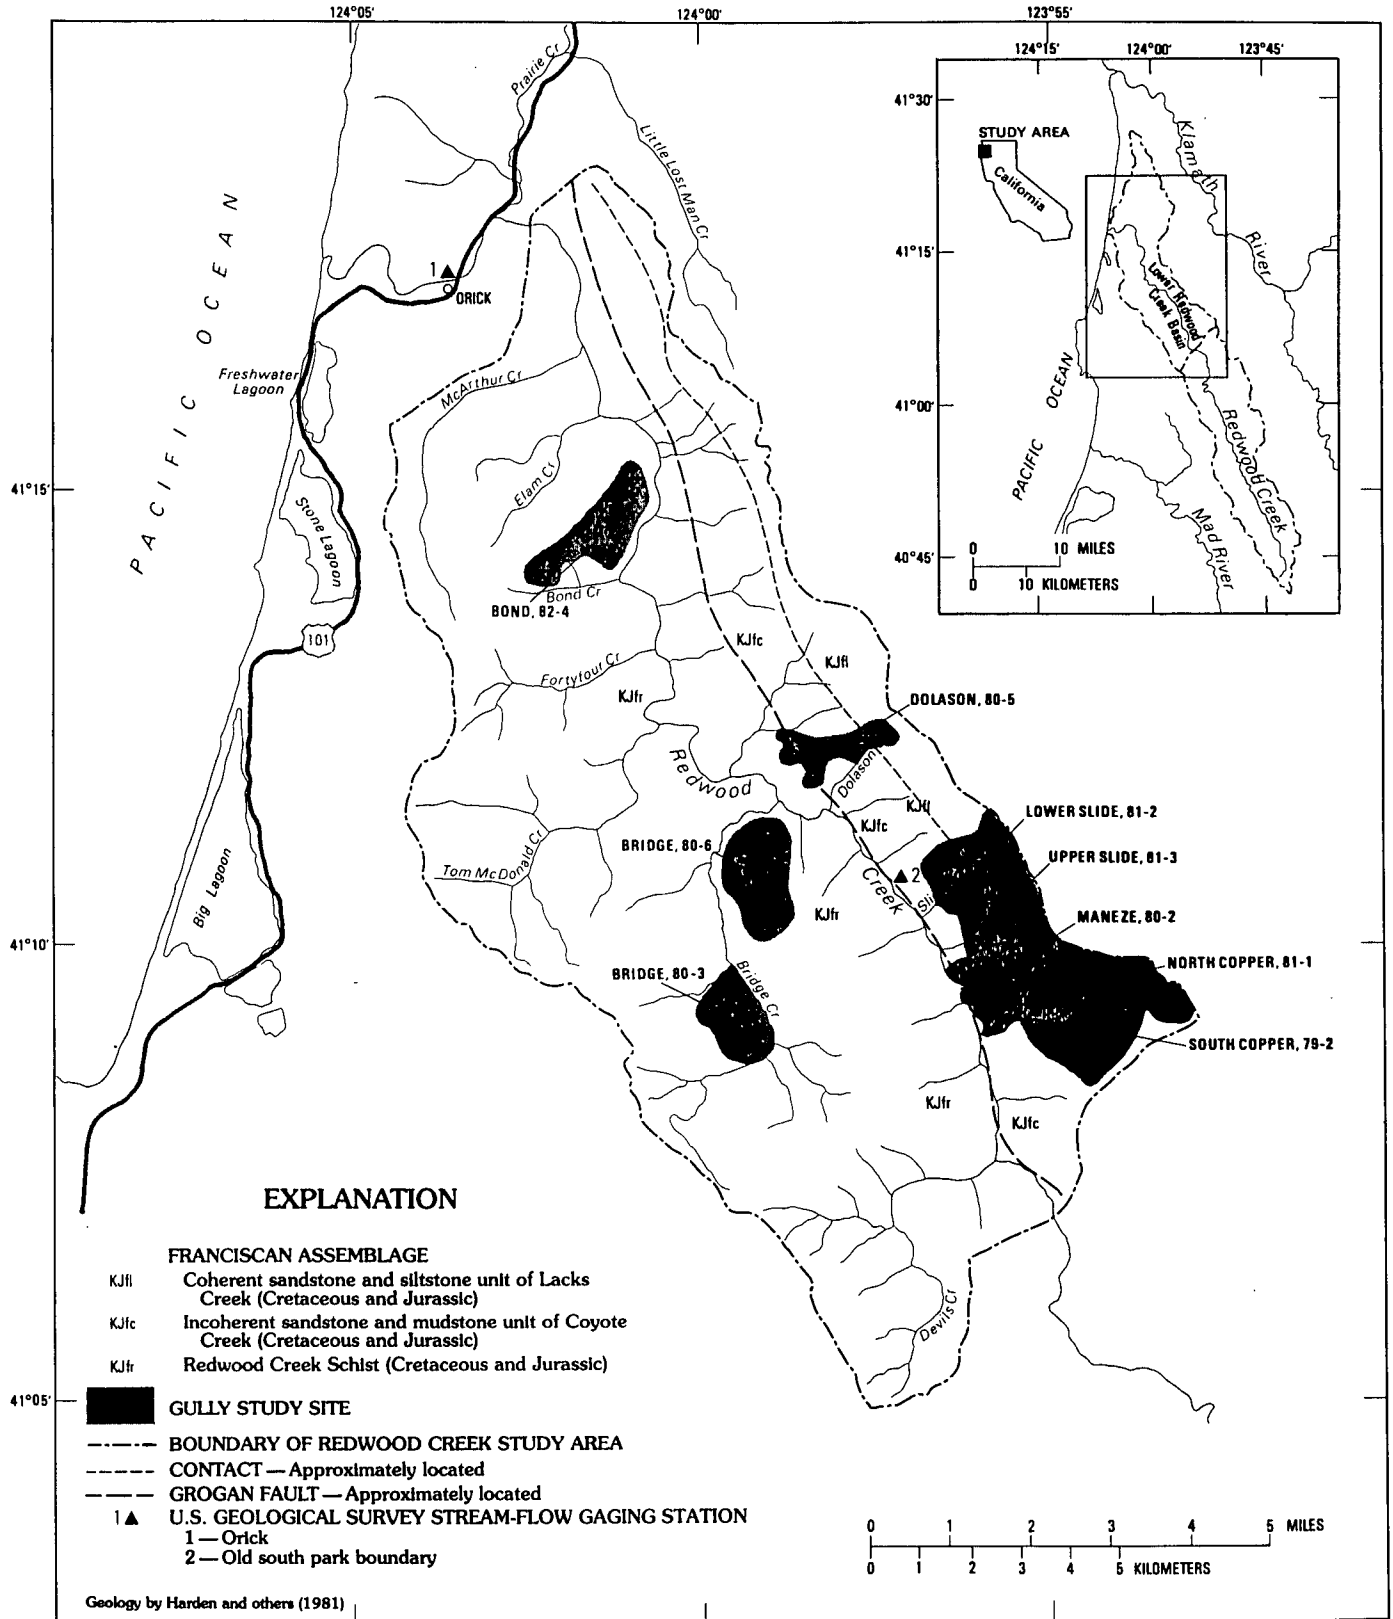 124°05'
124°00'
123°55'
124°15'
124°00'
123°45'
41°30'
41°15'
41°00'
40°45'
STUDY AREA
California
Klamath
River
Lower Redwood
Creek Basin
Redwood Creek
Mad River
PACIFIC OCEAN
0 10 MILES
0 10 KILOMETERS
Prairie Cr
Little Lost Man Cr
PACIFIC OCEAN
1
ORICK
Freshwater
Lagoon
McArthur Cr
Elam Cr
41°15'
Stone Lagoon
Bond Cr
BOND, 82-4
101
KJfc
KJfl
Fortyfour Cr
KJfr
DOLASON, 80-5
Redwood
Dolason
KJfl
LOWER SLIDE, 81-2
KJfc
BRIDGE, 80-6
UPPER SLIDE, 81-3
Tom McDonald Cr
Creek
2
Sli
Big Lagoon
KJfr
MANEZE, 80-2
41°10'
NORTH COPPER, 81-1
BRIDGE, 80-3
Bridge Cr
SOUTH COPPER, 79-2
KJfr
KJfc
Devils Cr
41°05'
EXPLANATION
FRANCISCAN ASSEMBLAGE
KJfl Coherent sandstone and siltstone unit of Lacks
Creek (Cretaceous and Jurassic)
KJfc Incoherent sandstone and mudstone unit of Coyote
Creek (Cretaceous and Jurassic)
KJfr Redwood Creek Schist (Cretaceous and Jurassic)
GULLY STUDY SITE
BOUNDARY OF REDWOOD CREEK STUDY AREA
CONTACT — Approximately located
GROGAN FAULT — Approximately located
1 U.S. GEOLOGICAL SURVEY STREAM-FLOW GAGING STATION
1 — Orick
2 — Old south park boundary
0 1 2 3 4 5 MILES
0 1 2 3 4 5 KILOMETERS
Geology by Harden and others (1981)